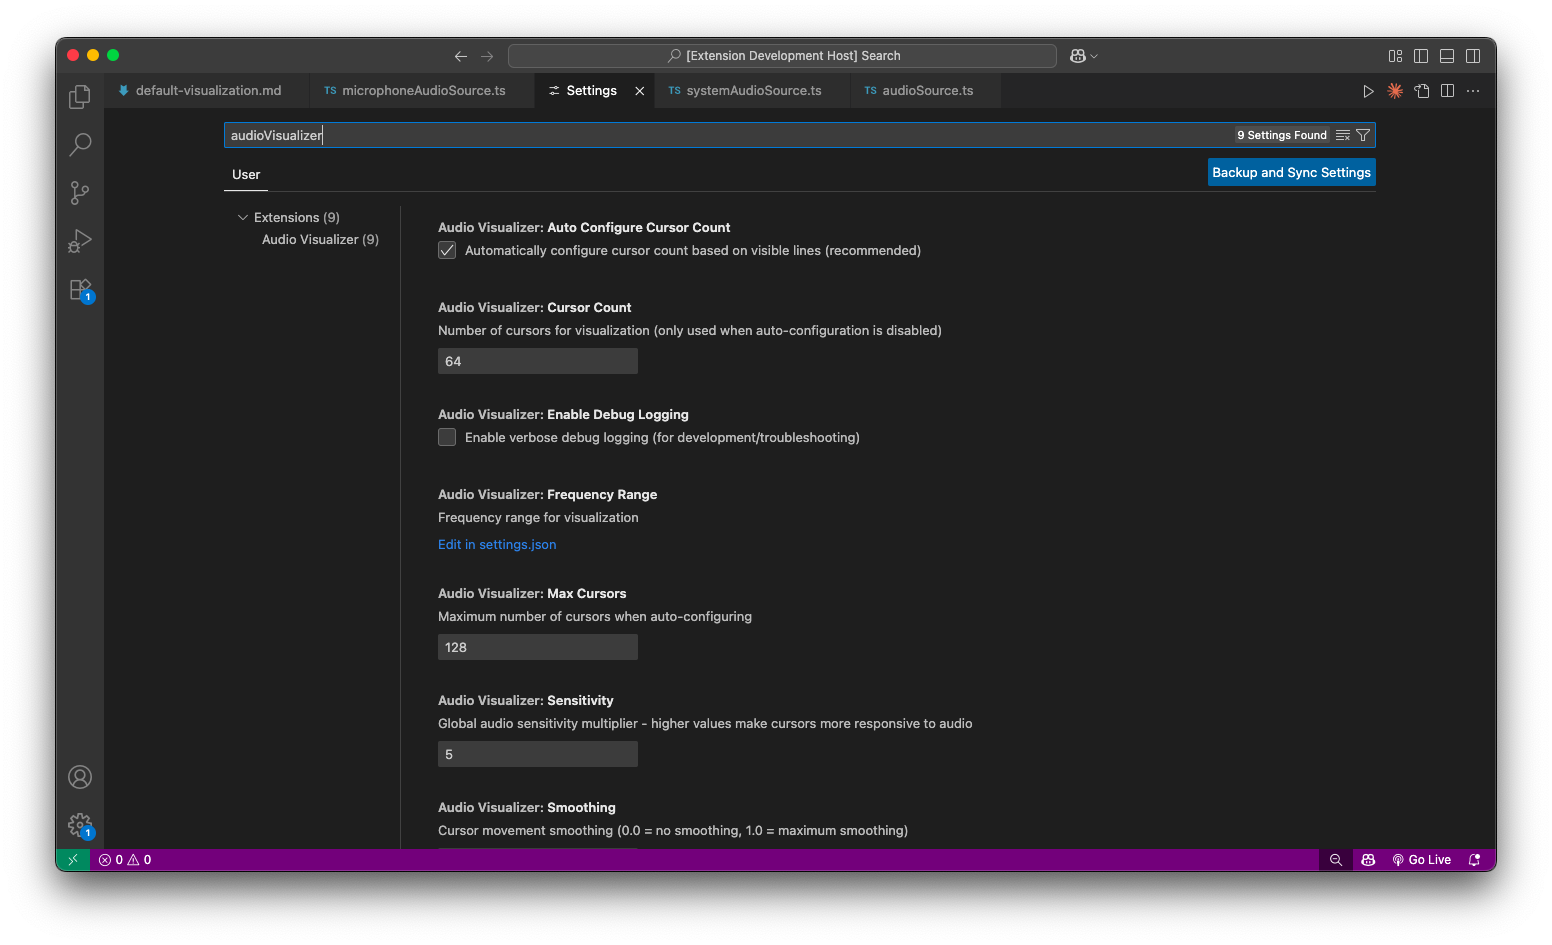 [Extension Development Host] Search
default-visualization.md
TS microphoneAudioSource.ts
Settings
TS systemAudioSource.ts
TS audioSource.ts
audioVisualizer
9 Settings Found
User
Backup and Sync Settings
Extensions (9)
Audio Visualizer (9)
Audio Visualizer: Auto Configure Cursor Count
Automatically configure cursor count based on visible lines (recommended)
Audio Visualizer: Cursor Count
Number of cursors for visualization (only used when auto-configuration is disabled)
64
Audio Visualizer: Enable Debug Logging
Enable verbose debug logging (for development/troubleshooting)
Audio Visualizer: Frequency Range
Frequency range for visualization
Edit in settings.json
Audio Visualizer: Max Cursors
Maximum number of cursors when auto-configuring
128
Audio Visualizer: Sensitivity
Global audio sensitivity multiplier - higher values make cursors more responsive to audio
5
Audio Visualizer: Smoothing
Cursor movement smoothing (0.0 = no smoothing, 1.0 = maximum smoothing)
1
1
0 0
Go Live